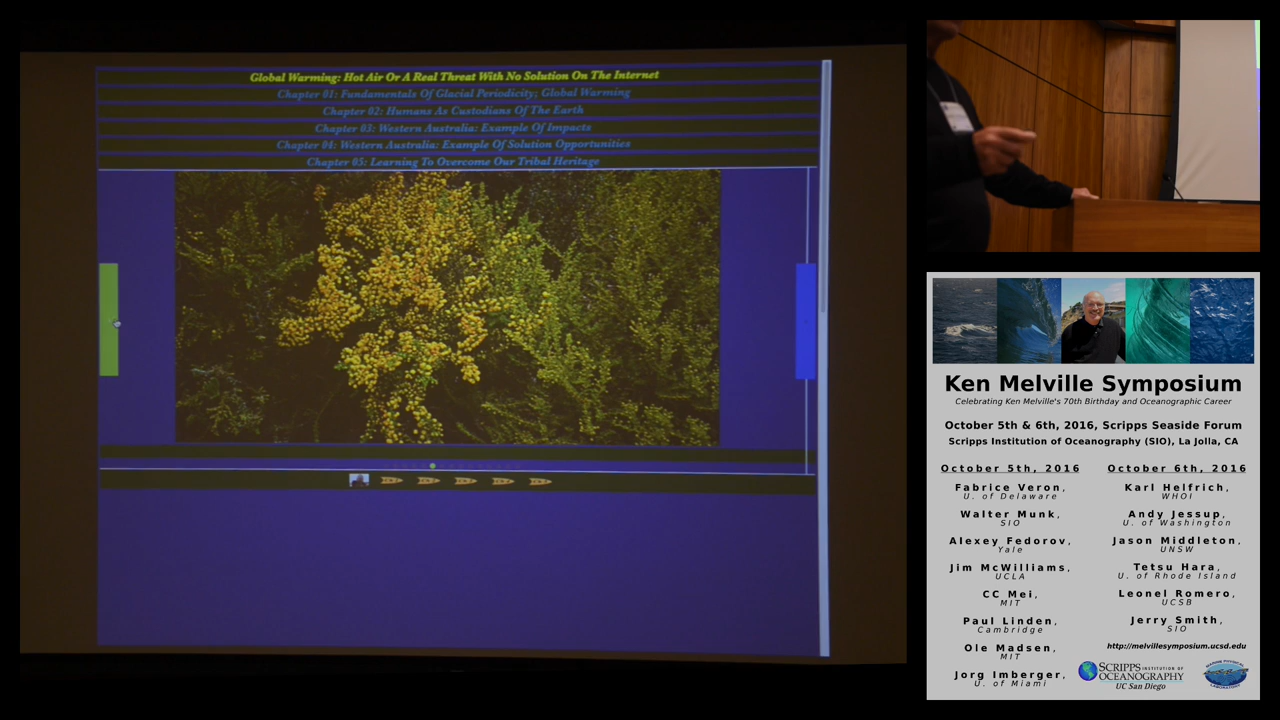 Global Warming: Hot Air Or A Real Threat With No Solution On The Internet
Chapter 01: Fundamentals Of Glacial Periodicity; Global Warming
Chapter 02: Humans As Custodians Of The Earth
Chapter 03: Western Australia: Example Of Impacts
Chapter 04: Western Australia: Example Of Solution Opportunities
Chapter 05: Learning To Overcome Our Tribal Heritage
Ken Melville Symposium
Celebrating Ken Melville's 70th Birthday and Oceanographic Career
October 5th & 6th, 2016, Scripps Seaside Forum
Scripps Institution of Oceanography (SIO), La Jolla, CA
October 5th, 2016
Fabrice Veron,
U. of Delaware
Walter Munk,
SIO
Alexey Fedorov,
Yale
Jim McWilliams,
UCLA
CC Mei,
MIT
Paul Linden,
Cambridge
Ole Madsen,
MIT
Jorg Imberger,
U. of Miami
October 6th, 2016
Karl Helfrich,
WHOI
Andy Jessup,
U. of Washington
Jason Middleton,
UNSW
Tetsu Hara,
U. of Rhode Island
Leonel Romero,
UCSB
Jerry Smith,
SIO
http://melvillesymposium.ucsd.edu
SCRIPPS INSTITUTION OF
OCEANOGRAPHY
UC San Diego